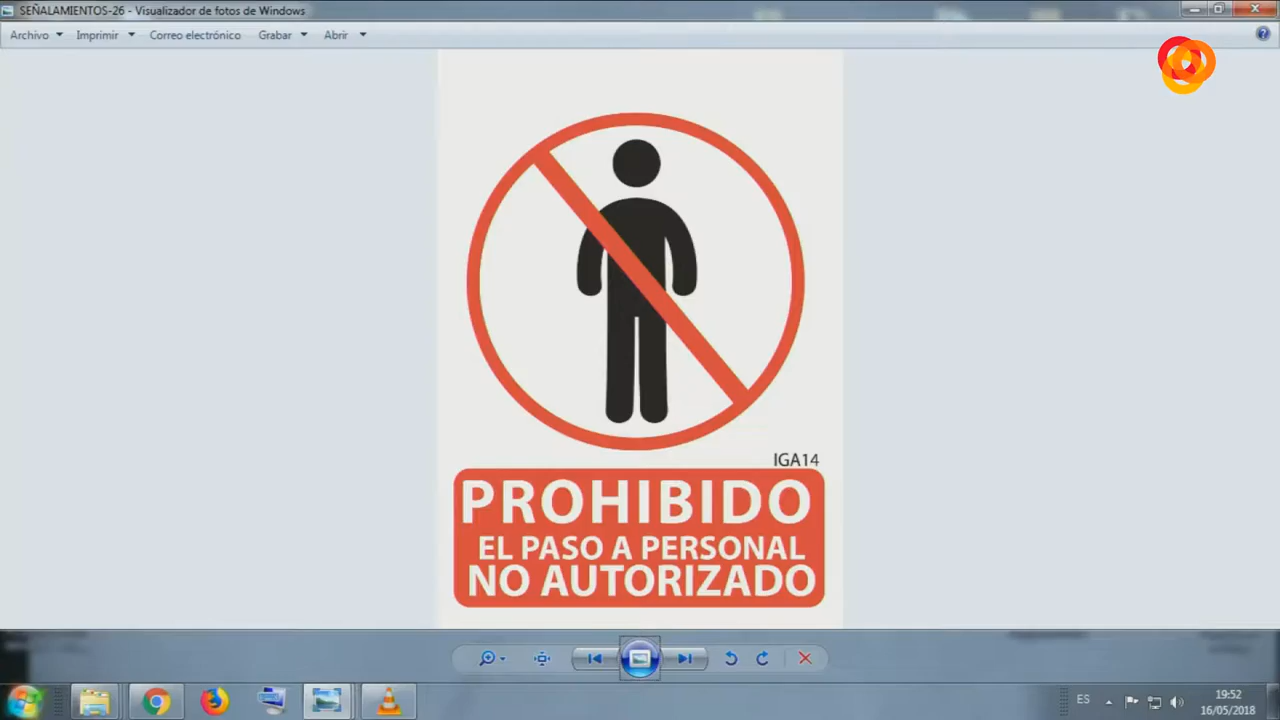 SEÑALAMIENTOS-26 - Visualizador de fotos de Windows
Archivo Imprimir Correo electrónico Grabar Abrir
IGA14
PROHIBIDO
EL PASO A PERSONAL
NO AUTORIZADO
ES
19:52
16/05/2018